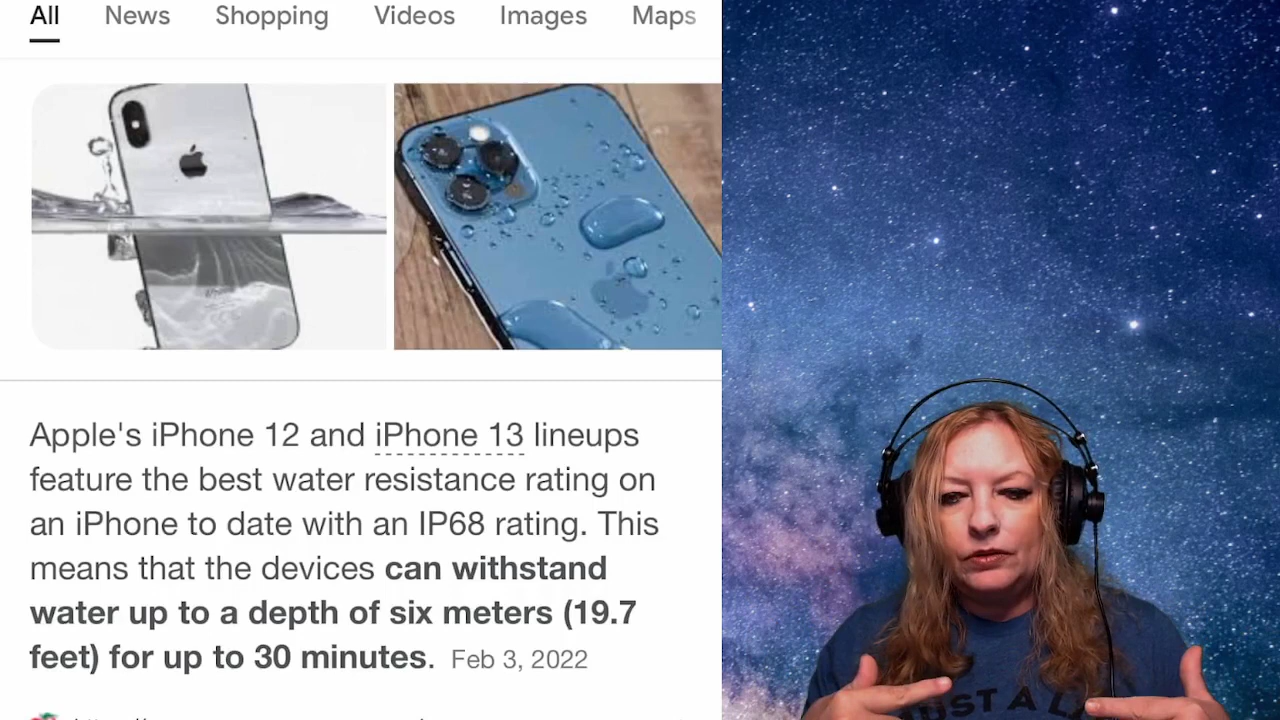 All News Shopping Videos Images Maps
Apple's iPhone 12 and iPhone 13 lineups
feature the best water resistance rating on
an iPhone to date with an IP68 rating. This
means that the devices can withstand
water up to a depth of six meters (19.7
feet) for up to 30 minutes. Feb 3, 2022
JUST A